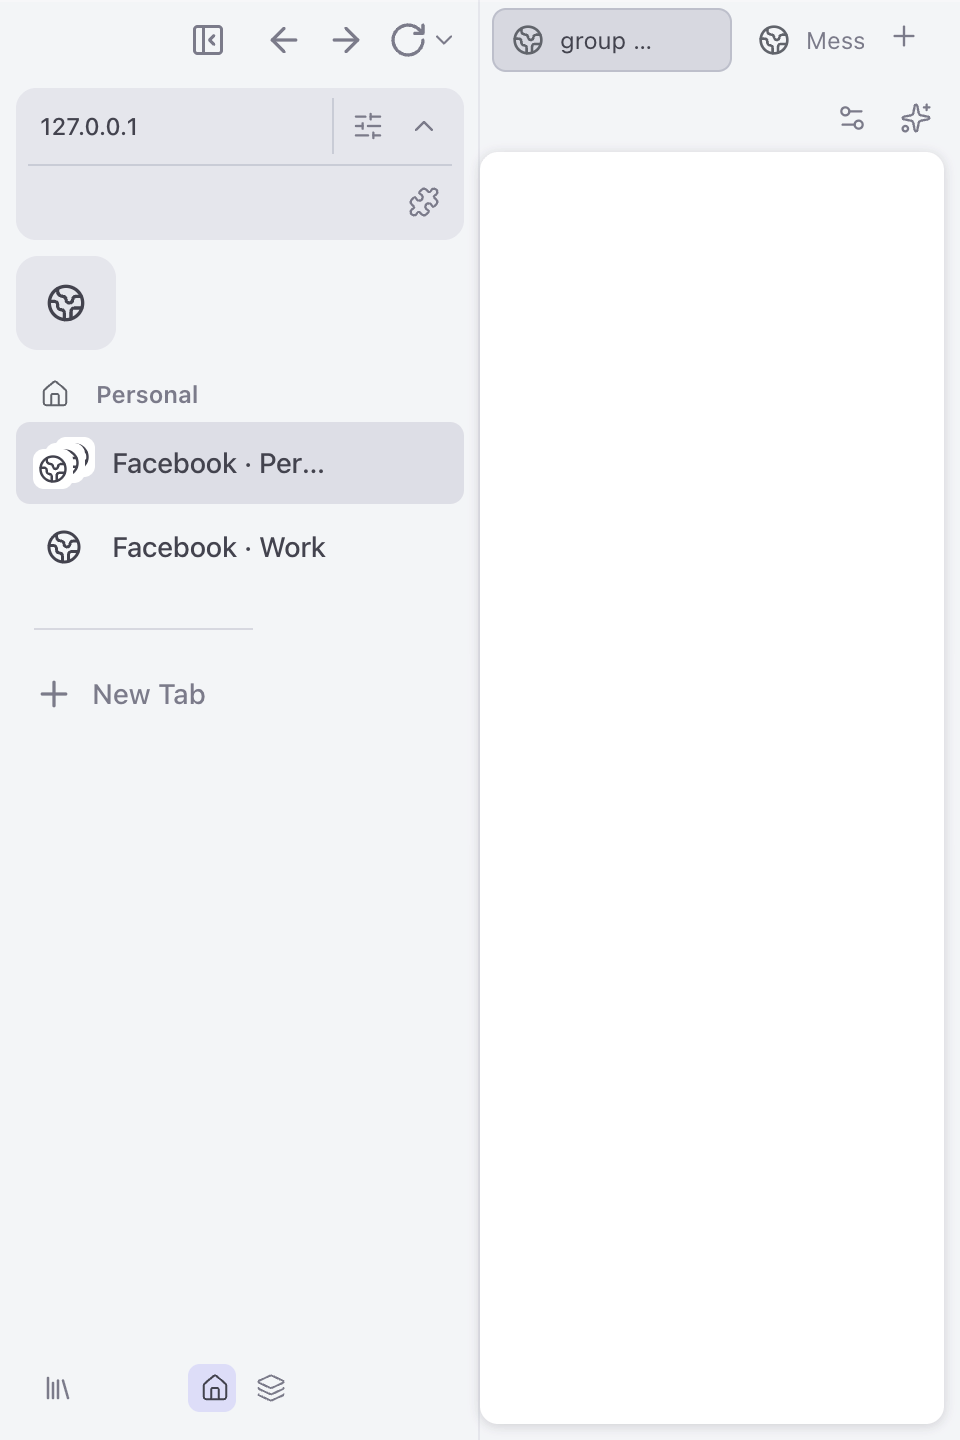 group ...
Mess
127.0.0.1
Personal
Facebook · Per...
Facebook · Work
New Tab